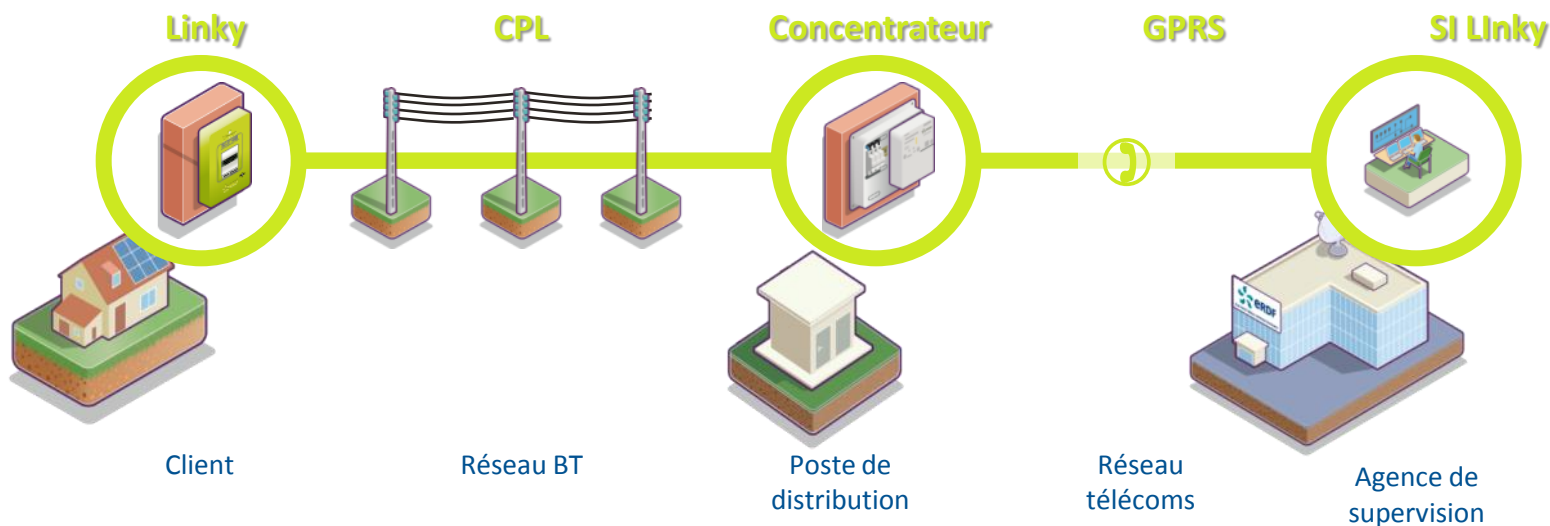 Linky
CPL
Concentrateur
GPRS
SI LInky
eRDF
Client
Réseau BT
Poste de
distribution
Réseau
télécoms
Agence de
supervision